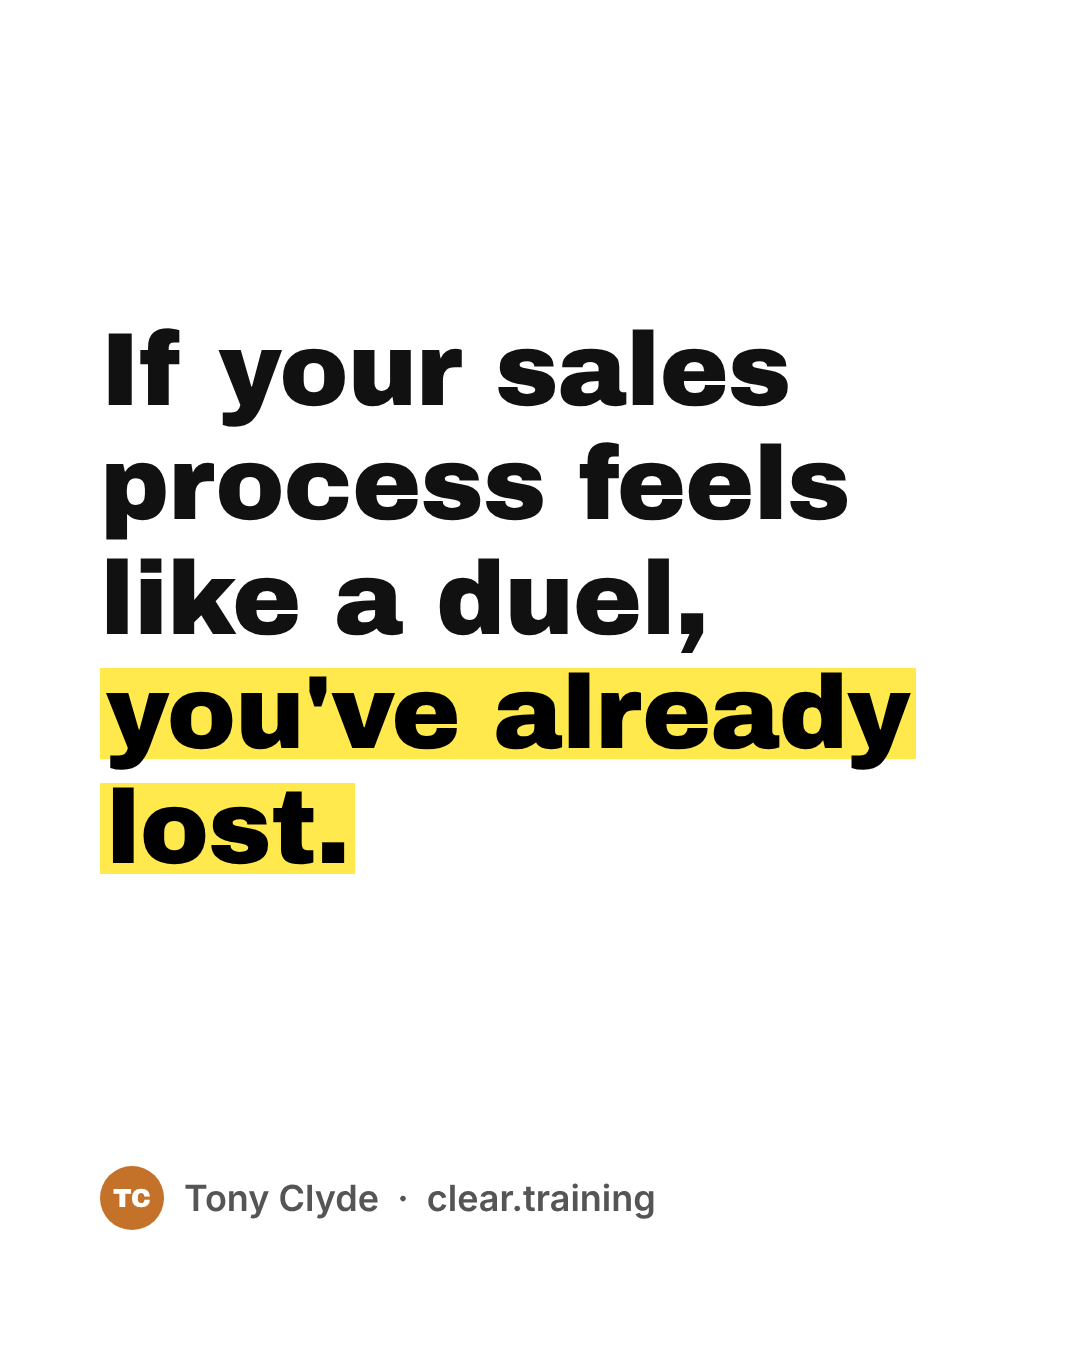 If your sales
process feels
like a duel,
you've already
lost.
TC
Tony Clyde · clear.training